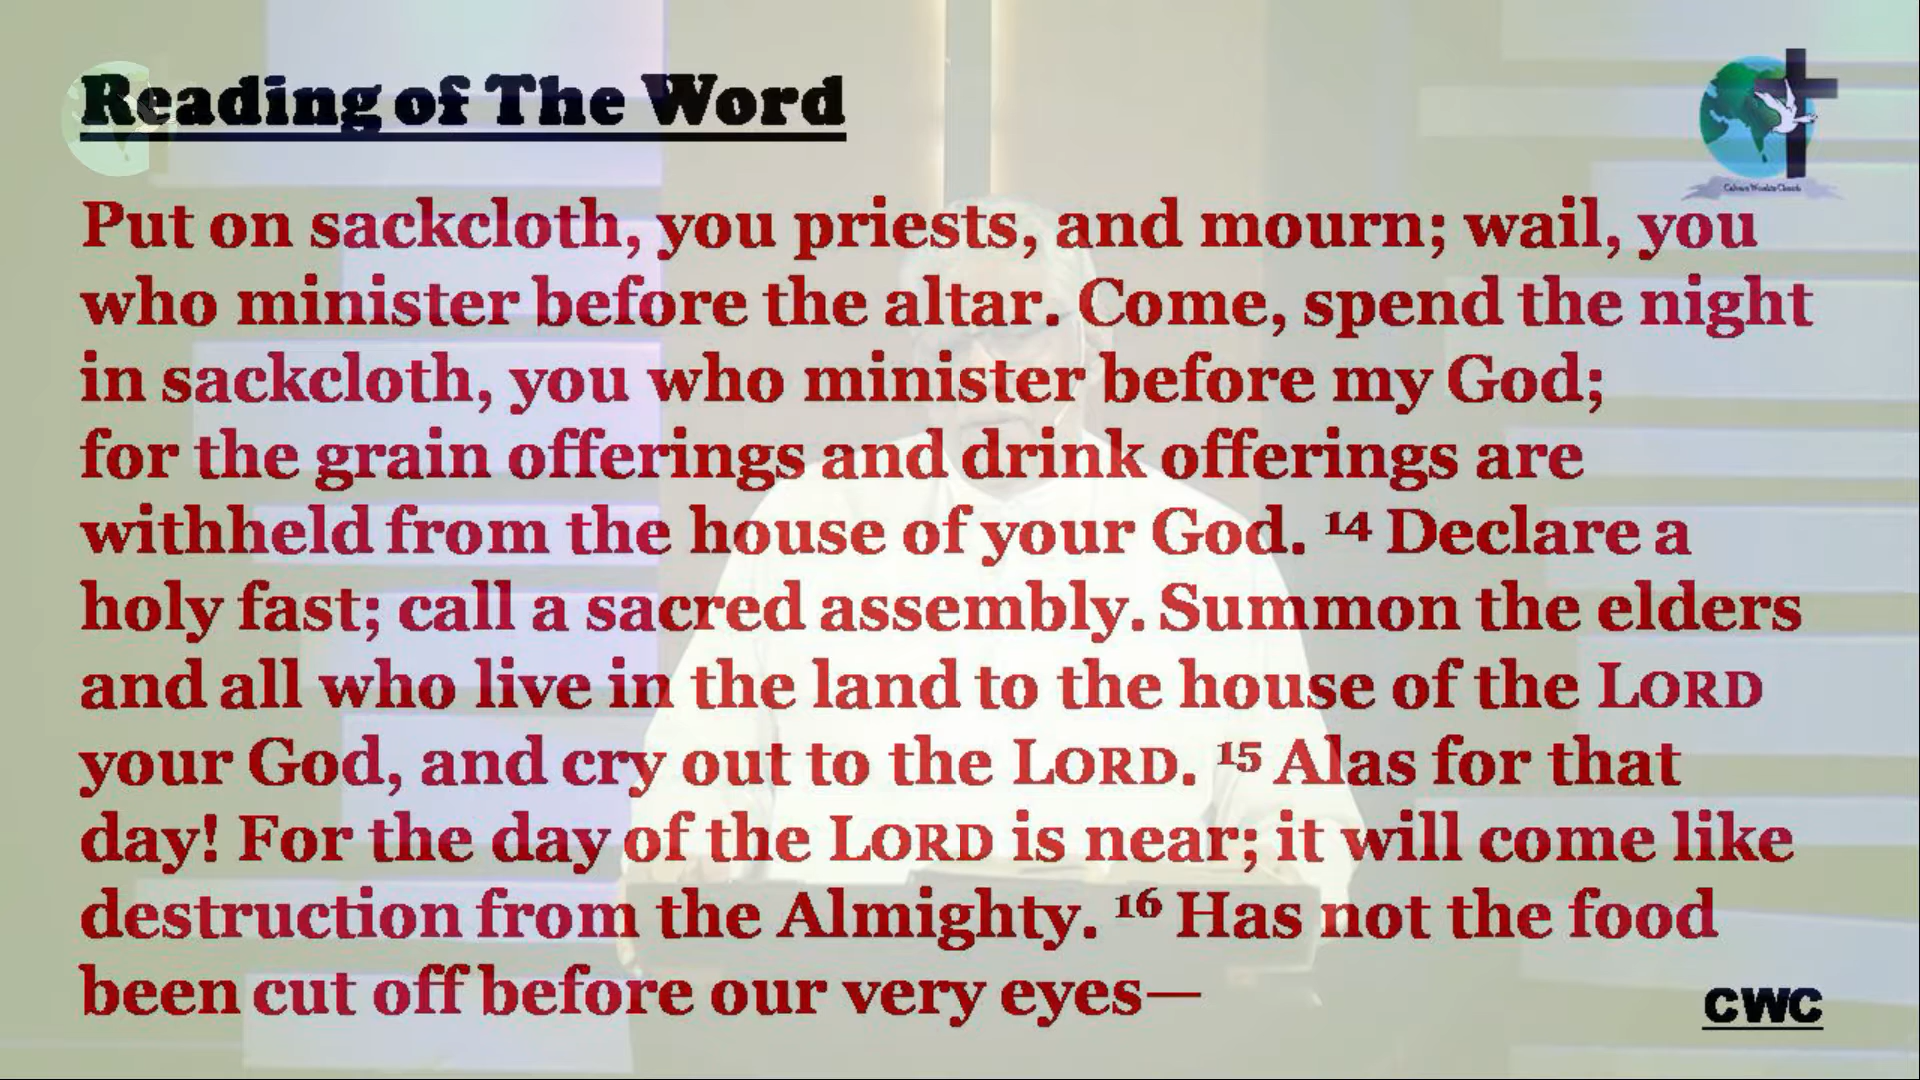 Reading of The Word
Put on sackcloth, you priests, and mourn; wail, you
who minister before the altar. Come, spend the night
in sackcloth, you who minister before my God;
for the grain offerings and drink offerings are
withheld from the house of your God. 14 Declare a
holy fast; call a sacred assembly. Summon the elders
and all who live in the land to the house of the LORD
your God, and cry out to the LORD. 15 Alas for that
day! For the day of the LORD is near; it will come like
destruction from the Almighty. 16 Has not the food
been cut off before our very eyes—
CWC